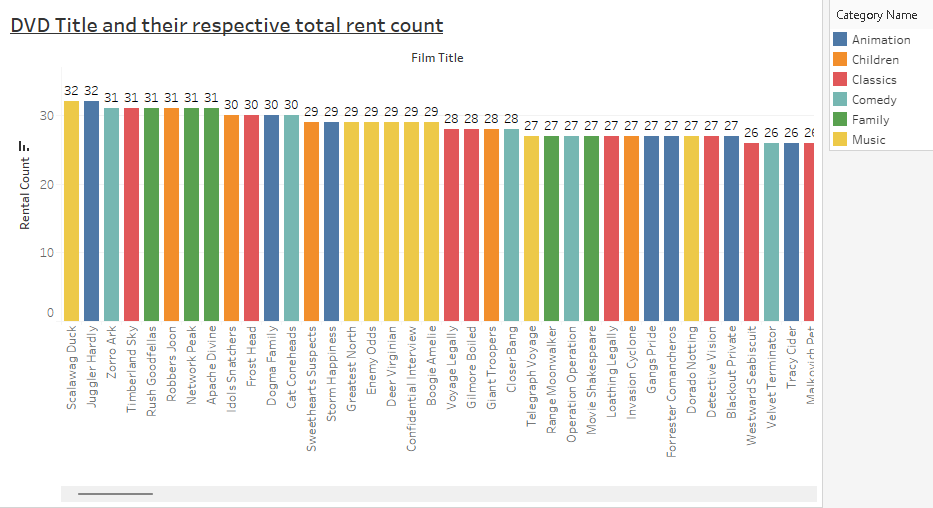 DVD Title and their respective total rent count
Film Title
Category Name
Animation
Children
Classics
Comedy
Family
Music
Rental Count
30
20
10
0
32 32 31 31 31 31 31 31 30 30 30 30 29 29 29 29 29 29 29 28 28 28 28 27 27 27 27 27 27 27 27 27 27 27 26 26 26 26
Scalawag Duck
Juggler Hardly
Zorro Ark
Timberland Sky
Rush Goodfellas
Robbers Joon
Network Peak
Apache Divine
Idols Snatchers
Frost Head
Dogma Family
Cat Coneheads
Sweethearts Suspects
Storm Happiness
Greatest North
Enemy Odds
Deer Virginian
Confidential Interview
Boogie Amelie
Voyage Legally
Gilmore Boiled
Giant Troopers
Closer Bang
Telegraph Voyage
Range Moonwalker
Operation Operation
Movie Shakespeare
Loathing Legally
Invasion Cyclone
Gangs Pride
Forrester Comancheros
Dorado Notting
Detective Vision
Blackout Private
Westward Seabiscuit
Velvet Terminator
Tracy Cider
Malkovich Pet